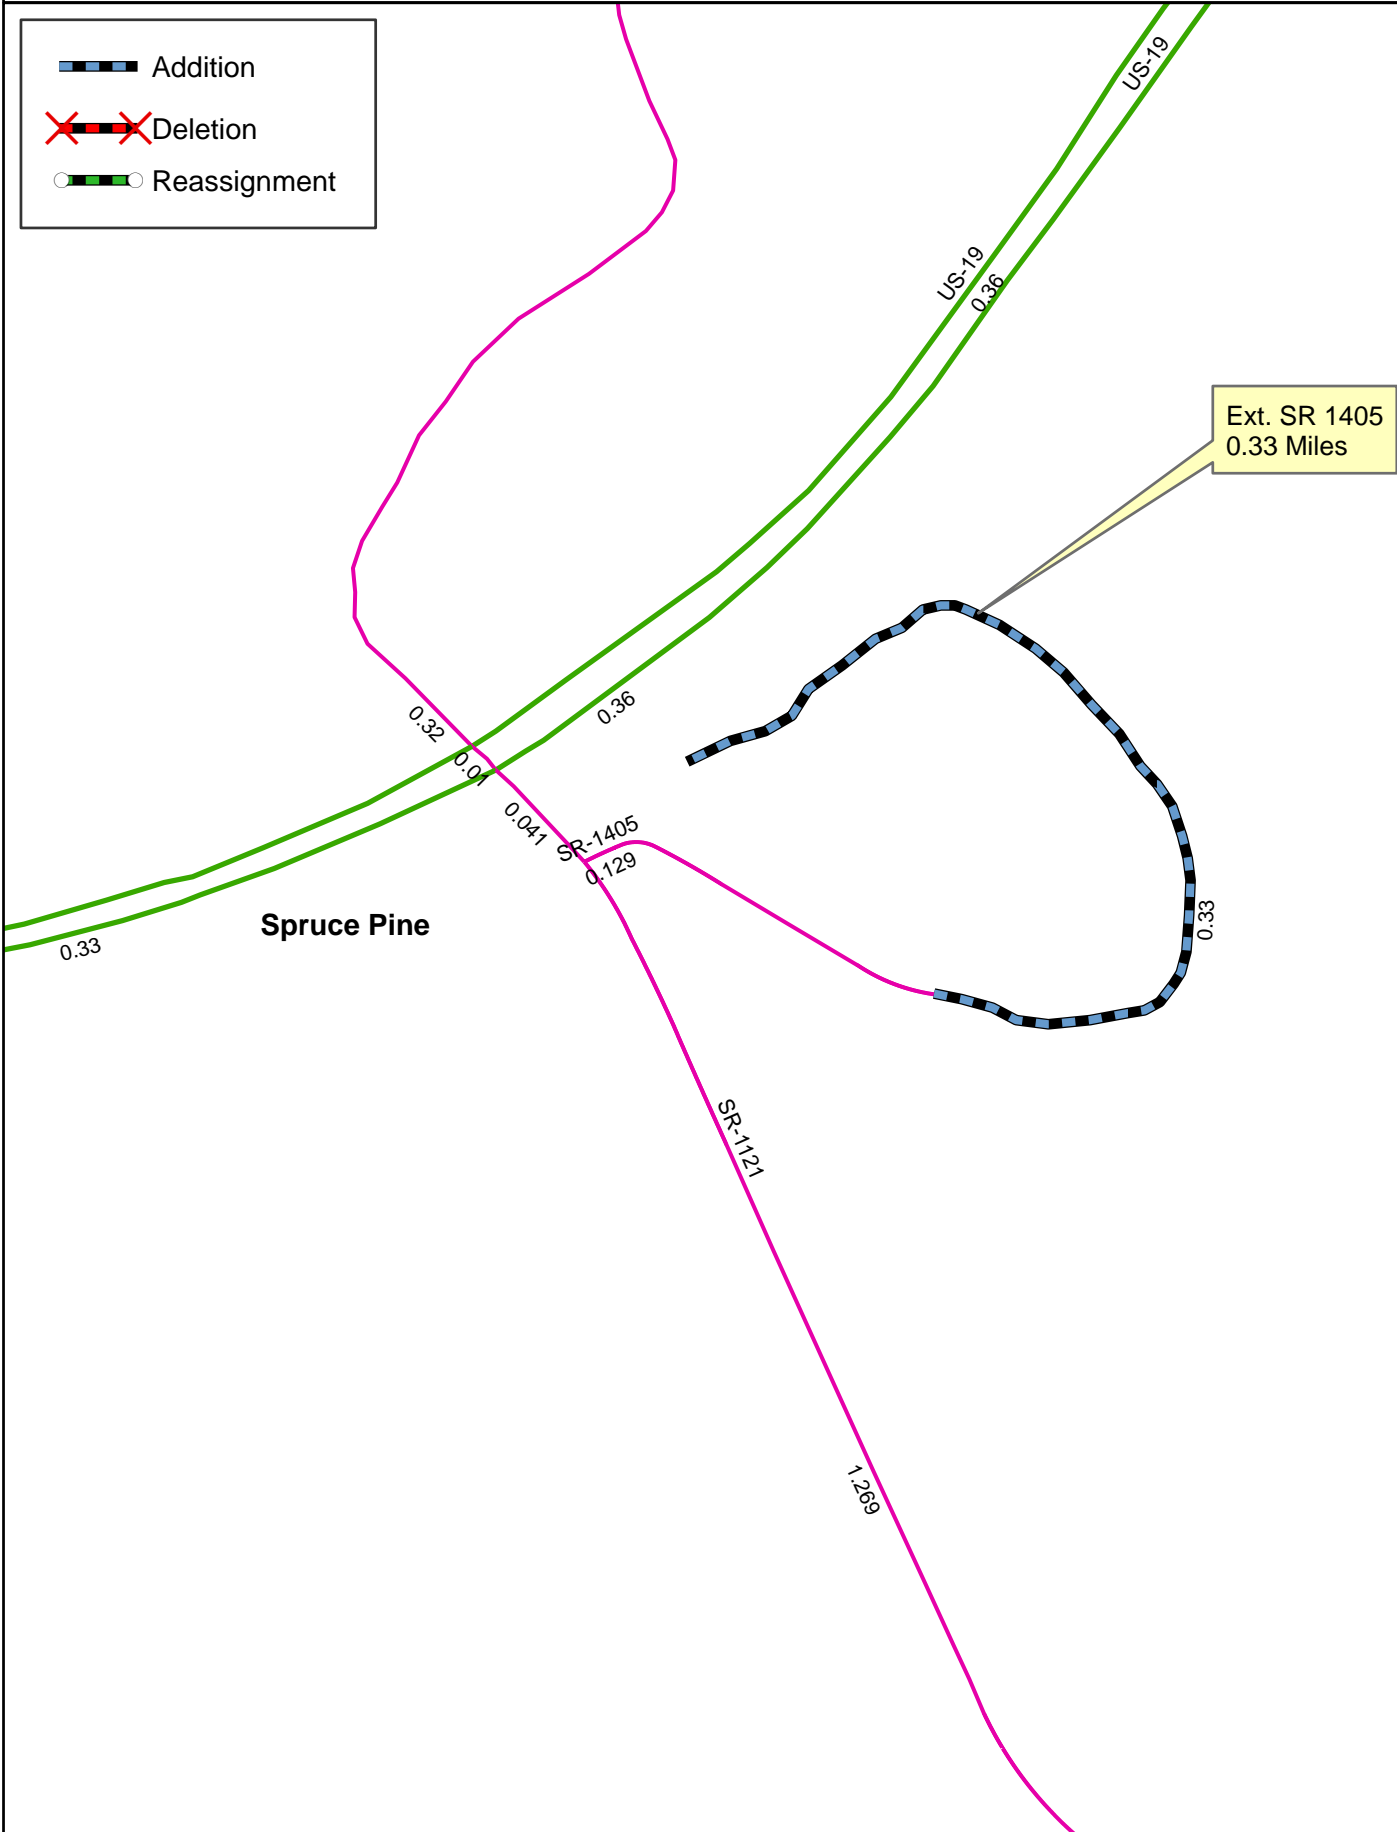 Addition
Deletion
Reassignment
US-19
US-19
0.36
Ext. SR 1405
0.33 Miles
0.36
0.32
0.01
0.041
SR-1405
0.129
0.33
Spruce Pine
0.33
SR-1121
1.269